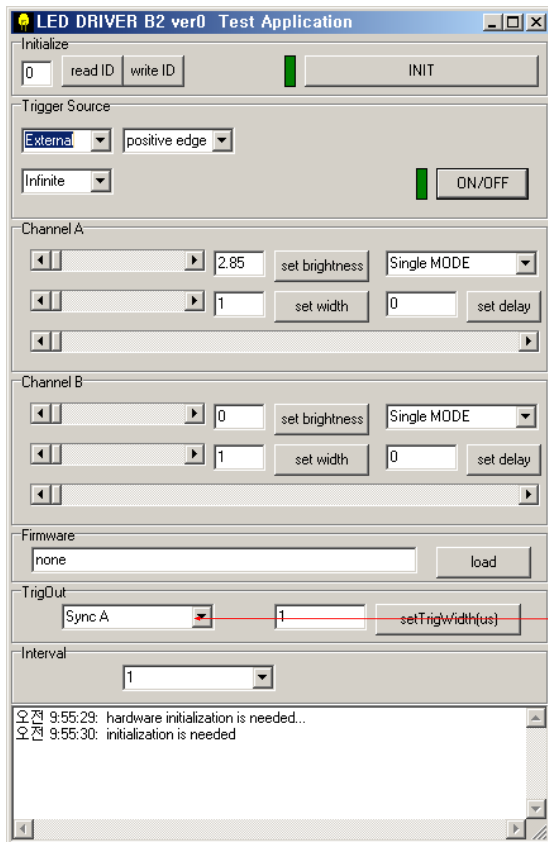 LED DRIVER B2 ver0 Test Application
Initialize
0 read ID write ID INIT
Trigger Source
External positive edge
Infinite ON/OFF
Channel A
2.85 set brightness Single MODE
1 set width 0 set delay
Channel B
0 set brightness Single MODE
1 set width 0 set delay
Firmware
none load
TrigOut
Sync A 1 setTrigWidth(us)
Interval
1
오전 9:55:29: hardware initialization is needed...
오전 9:55:30: initialization is needed